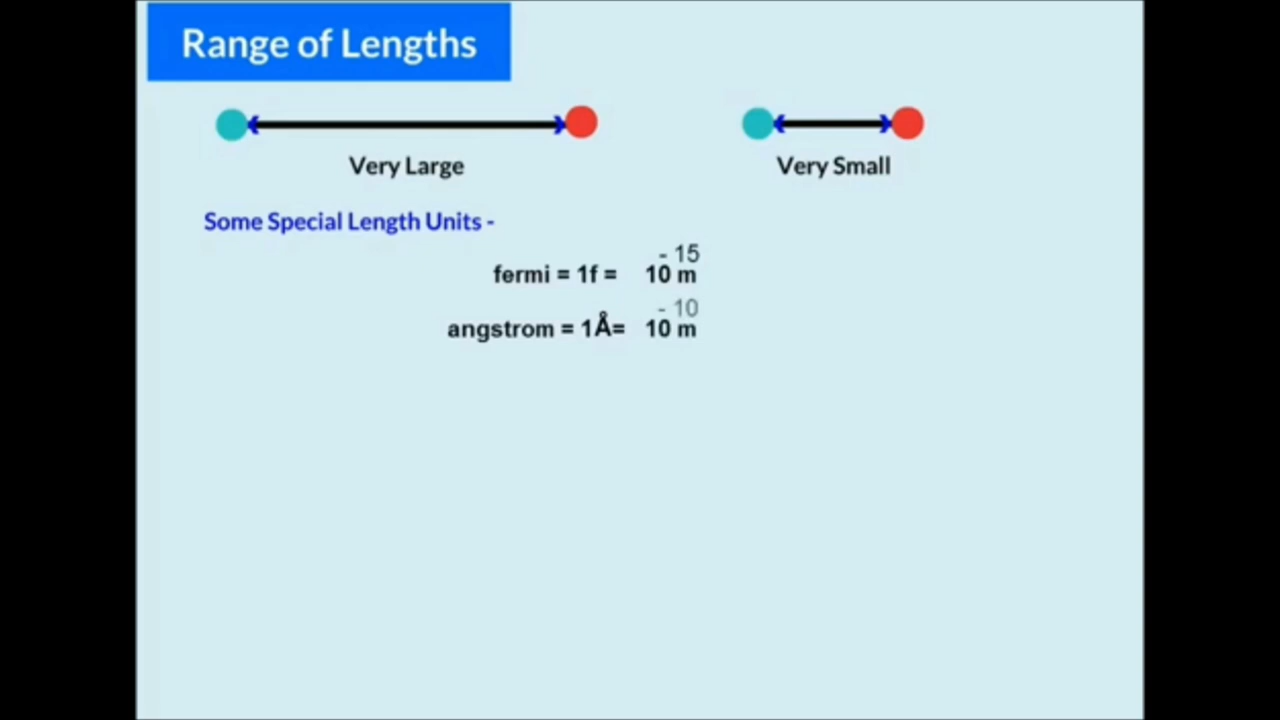 Range of Lengths
Very Large
Very Small
Some Special Length Units -
- 15
fermi = 1f = 10 m
- 10
angstrom = 1Å= 10 m